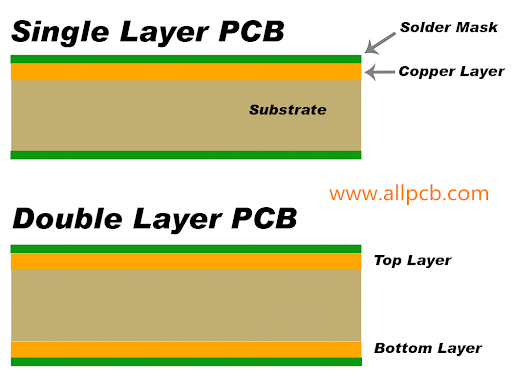 Single Layer PCB
Solder Mask
Copper Layer
Substrate
www.allpcb.com
Double Layer PCB
Top Layer
Bottom Layer